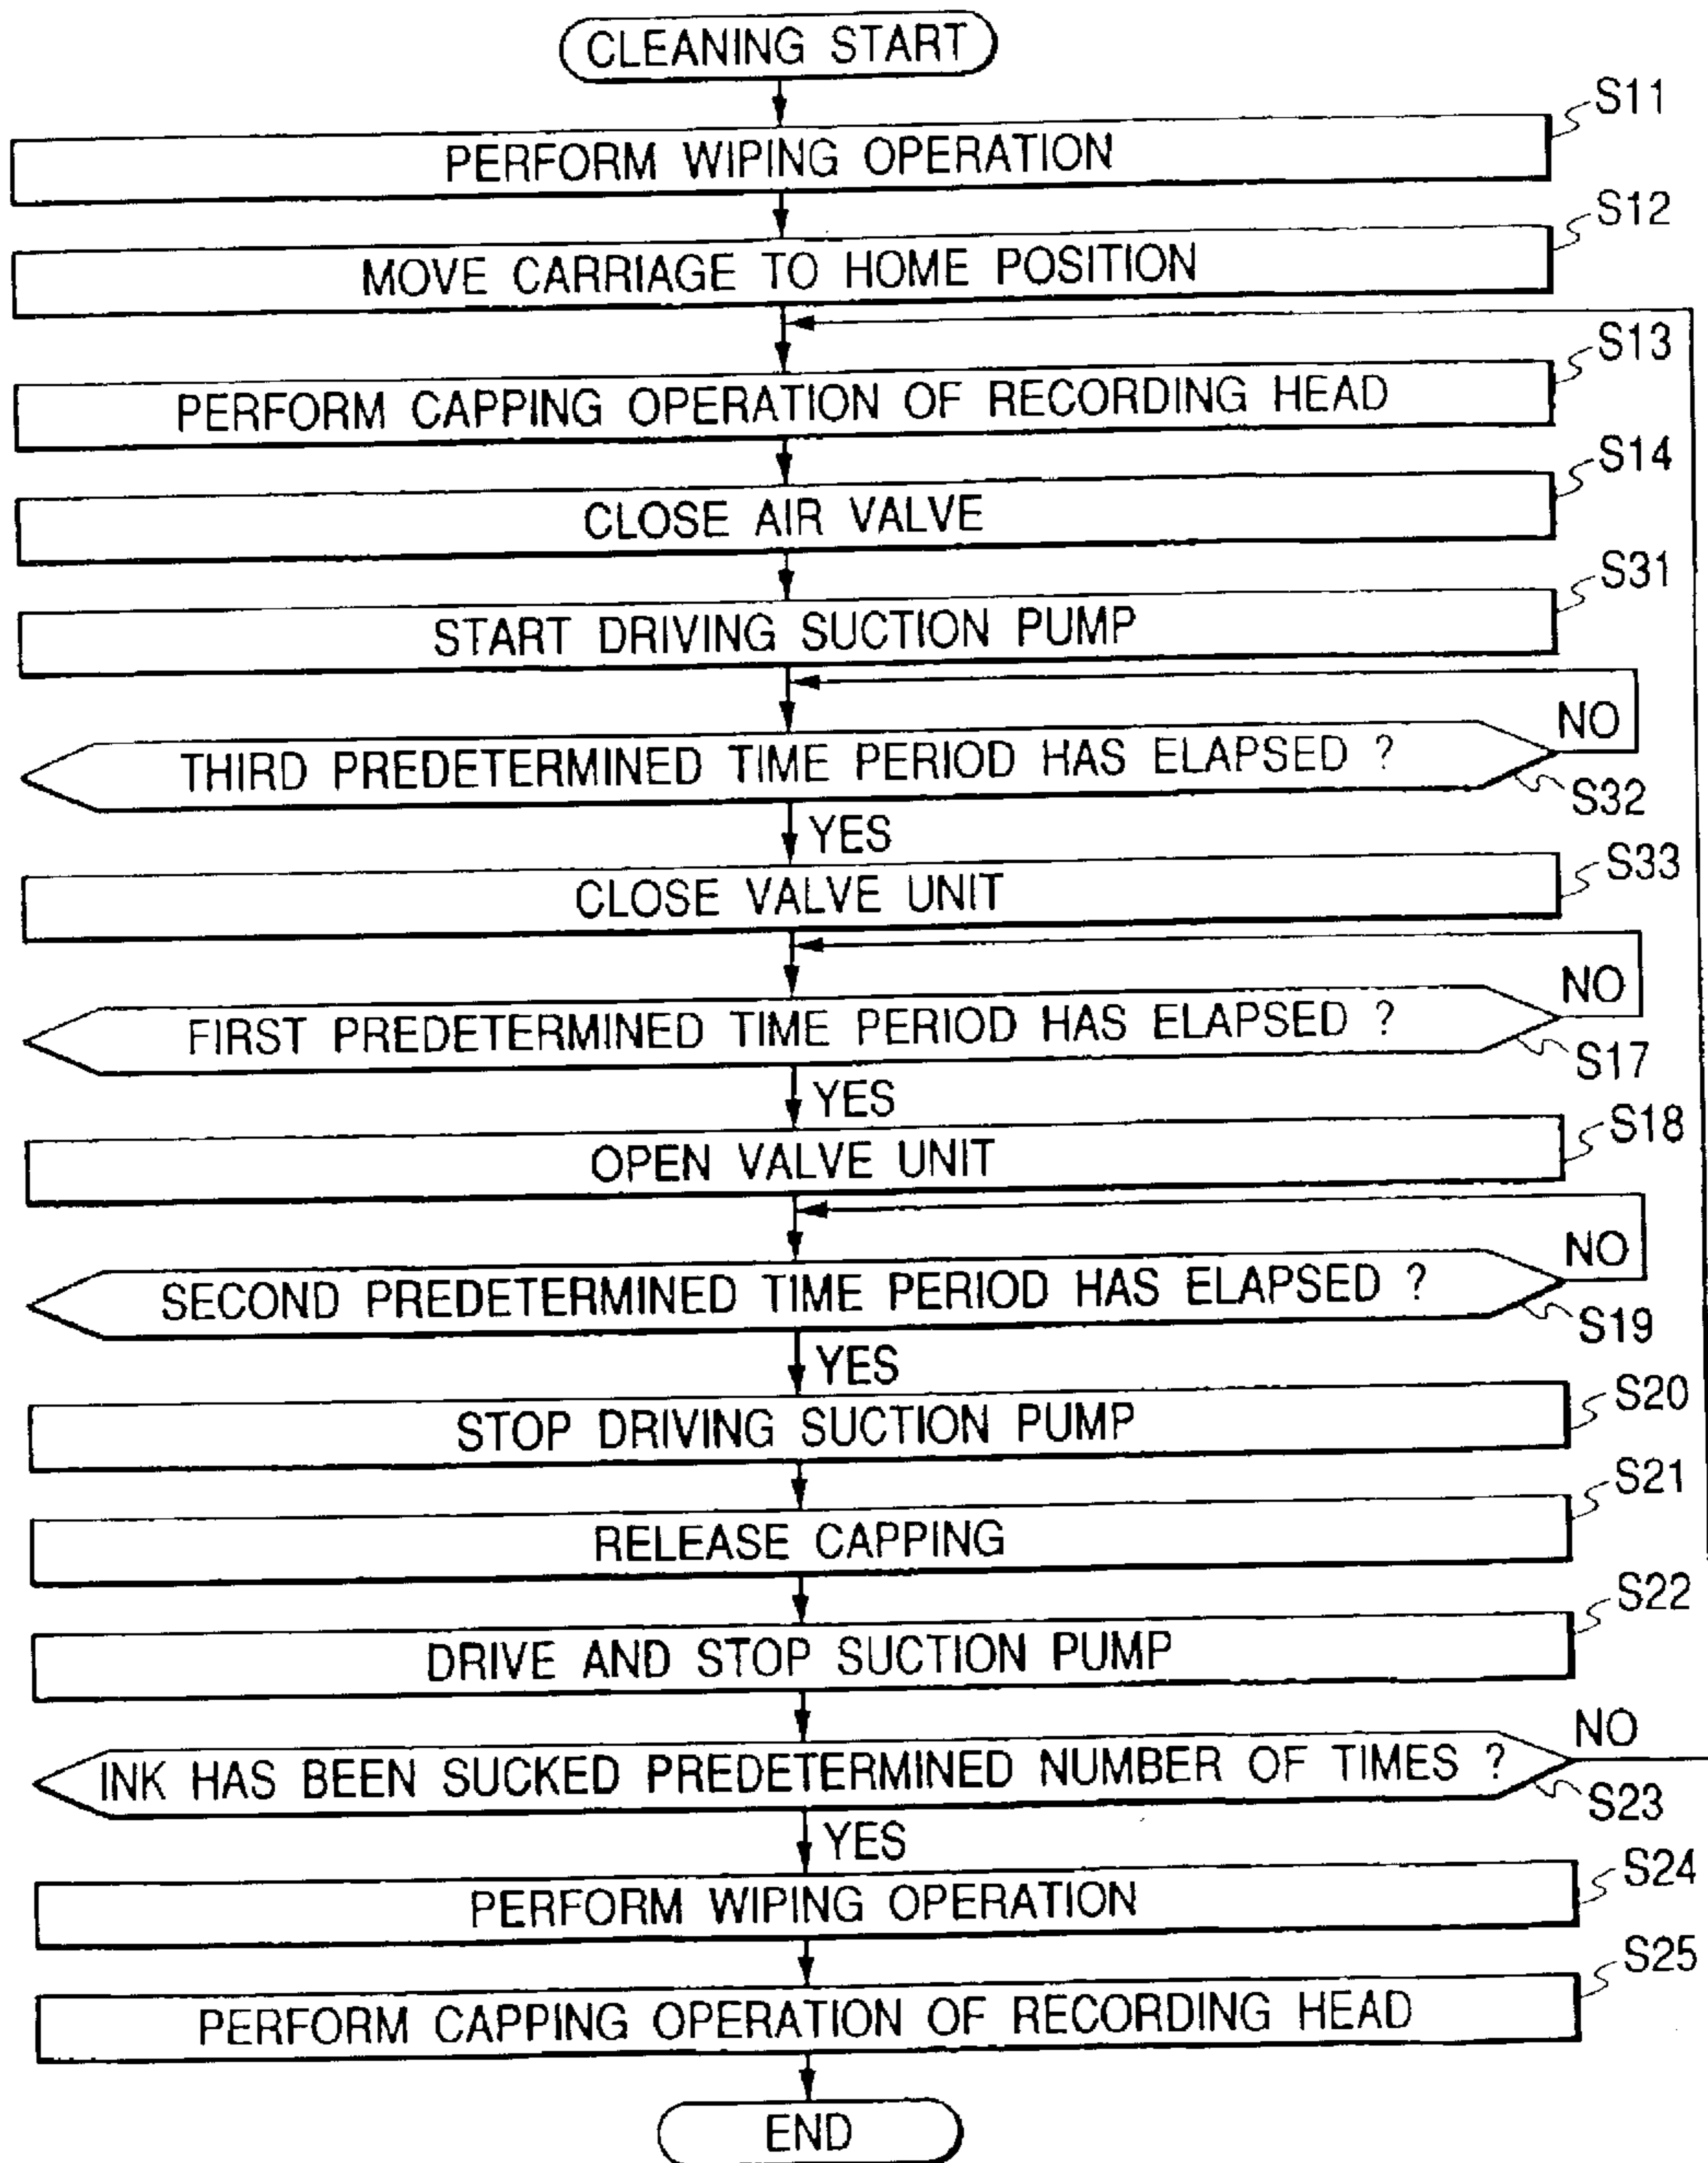 CLEANING START
S11
PERFORM WIPING OPERATION
S12
MOVE CARRIAGE TO HOME POSITION
S13
PERFORM CAPPING OPERATION OF RECORDING HEAD
S14
CLOSE AIR VALVE
S31
START DRIVING SUCTION PUMP
NO
THIRD PREDETERMINED TIME PERIOD HAS ELAPSED ?
S32
YES
S33
CLOSE VALVE UNIT
NO
FIRST PREDETERMINED TIME PERIOD HAS ELAPSED ?
S17
YES
S18
OPEN VALVE UNIT
NO
SECOND PREDETERMINED TIME PERIOD HAS ELAPSED ?
S19
YES
S20
STOP DRIVING SUCTION PUMP
S21
RELEASE CAPPING
S22
DRIVE AND STOP SUCTION PUMP
NO
INK HAS BEEN SUCKED PREDETERMINED NUMBER OF TIMES ?
S23
YES
S24
PERFORM WIPING OPERATION
S25
PERFORM CAPPING OPERATION OF RECORDING HEAD
END